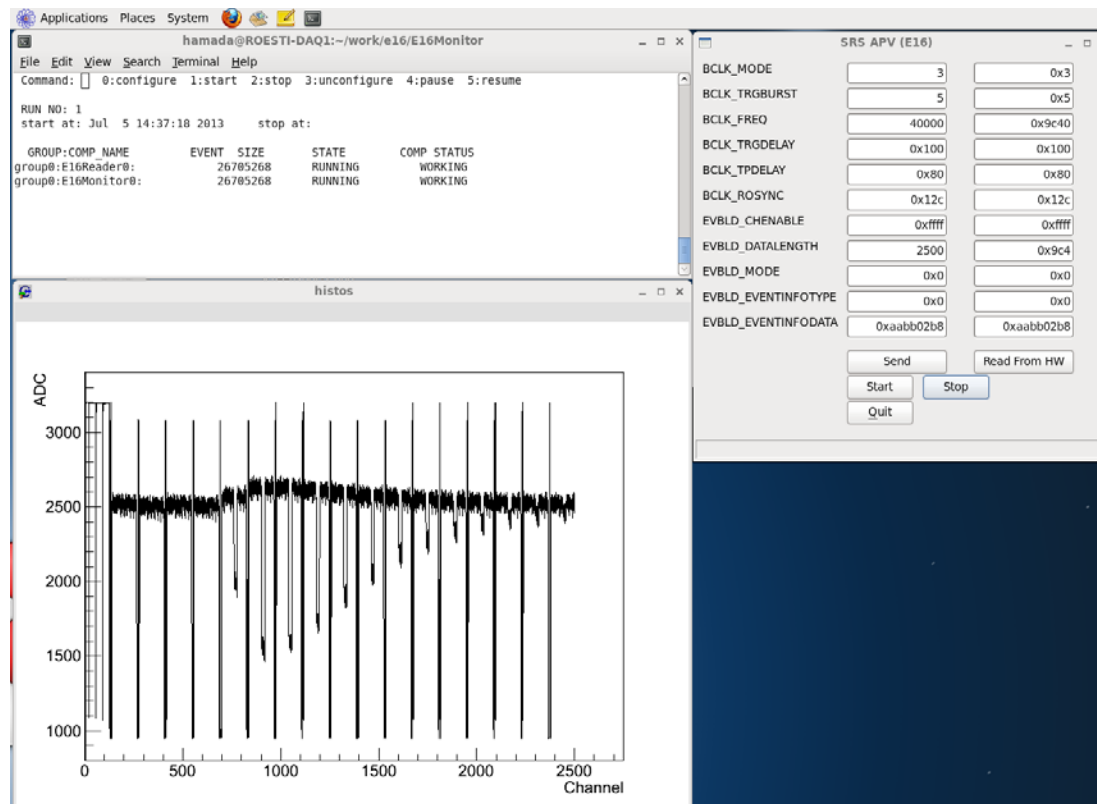 Applications Places System
hamada@ROESTI-DAQ1:~/work/e16/E16Monitor
File Edit View Search Terminal Help
Command: 0:configure 1:start 2:stop 3:unconfigure 4:pause 5:resume
RUN NO: 1
start at: Jul 5 14:37:18 2013 stop at:
GROUP:COMP_NAME EVENT SIZE STATE COMP STATUS
group0:E16Reader0: 26705268 RUNNING WORKING
group0:E16Monitor0: 26705268 RUNNING WORKING
SRS APV (E16)
BCLK_MODE 3 0x3
BCLK_TRGBURST 5 0x5
BCLK_FREQ 40000 0x9c40
BCLK_TRGDELAY 0x100 0x100
BCLK_TPDELAY 0x80 0x80
BCLK_ROSYNC 0x12c 0x12c
EVBLD_CHENABLE 0xffff 0xffff
EVBLD_DATALENGTH 2500 0x9c4
EVBLD_MODE 0x0 0x0
EVBLD_EVENTINFOTYPE 0x0 0x0
EVBLD_EVENTINFODATA 0xaabb02b8 0xaabb02b8
Send Read From HW
Start Stop
Quit
histos
ADC
3000
2500
2000
1500
1000
0 500 1000 1500 2000 2500
Channel